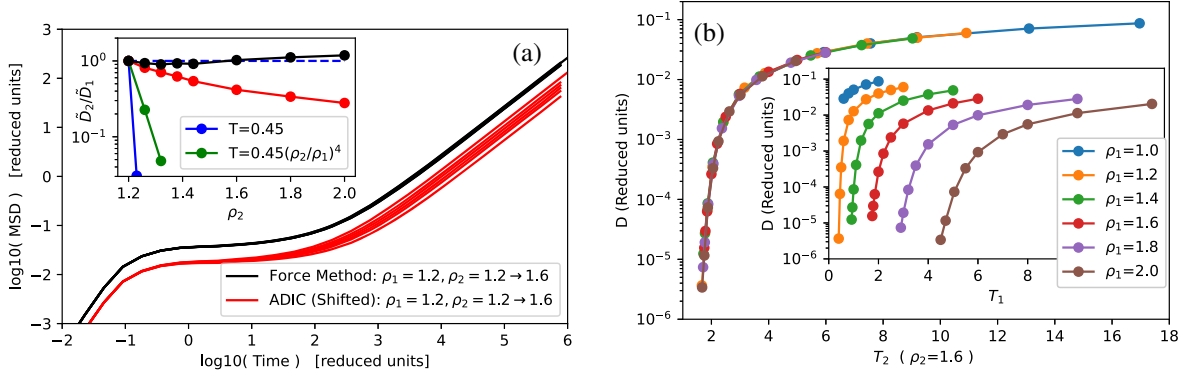 (a)
log10( MSD ) [reduced units]
3
2
1
0
−1
−2
−3
−2
−1
0
1
2
3
4
5
6
log10( Time ) [reduced units]
Force Method: ρ₁ = 1.2, ρ₂ = 1.2 → 1.6
ADIC (Shifted): ρ₁ = 1.2, ρ₂ = 1.2 → 1.6
D̃₂/D̃₁
10⁰
10⁻¹
T=0.45
T=0.45(ρ₂/ρ₁)⁴
1.2
1.4
1.6
1.8
2.0
ρ₂
(b)
D (Reduced units)
10⁻¹
10⁻²
10⁻³
10⁻⁴
10⁻⁵
10⁻⁶
2
4
6
8
10
12
14
16
18
T₂ ( ρ₂=1.6)
D (Reduced units)
10⁻¹
10⁻²
10⁻³
10⁻⁴
10⁻⁵
10⁻⁶
0
2
4
6
8
T₁
ρ₁=1.0
ρ₁=1.2
ρ₁=1.4
ρ₁=1.6
ρ₁=1.8
ρ₁=2.0